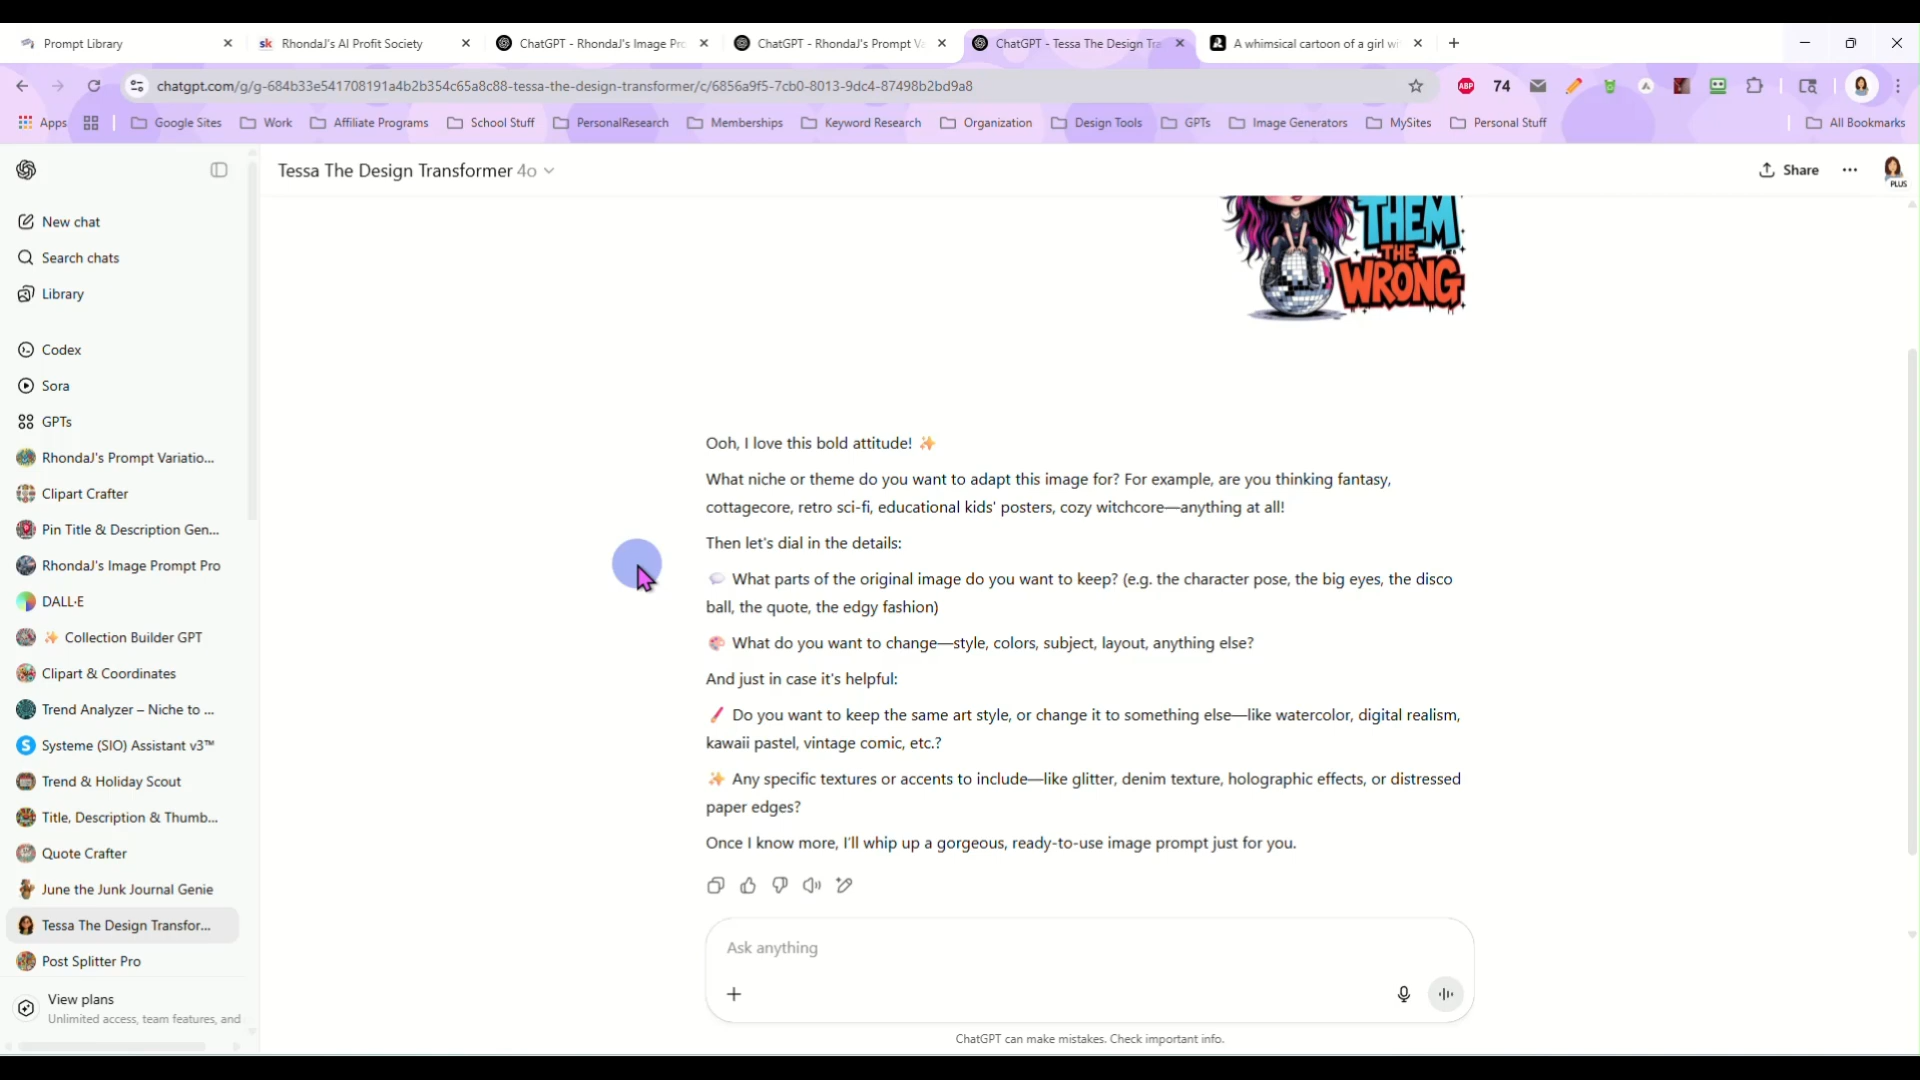 Prompt Library
sk RhondaJ's AI Profit Society
ChatGPT - RhondaJ's Image Pro
ChatGPT - RhondaJ's Prompt Va
ChatGPT - Tessa The Design Tra
A whimsical cartoon of a girl wi
chatgpt.com/g/g-684b33e541708191a4b2b354c65a8c88-tessa-the-design-transformer/c/6856a9f5-7cb0-8013-9dc4-87498b2bd9a8
ABP 74
Apps Google Sites Work Affiliate Programs School Stuff PersonalResearch Memberships Keyword Research Organization Design Tools GPTs Image Generators MySites Personal Stuff All Bookmarks
Tessa The Design Transformer 4o
Share
PLUS
New chat
Search chats
Library
Codex
Sora
GPTs
RhondaJ's Prompt Variatio...
Clipart Crafter
Pin Title & Description Gen...
RhondaJ's Image Prompt Pro
DALL·E
✨ Collection Builder GPT
Clipart & Coordinates
Trend Analyzer – Niche to ...
S Systeme (SIO) Assistant v3™
Trend & Holiday Scout
Title, Description & Thumb...
Quote Crafter
June the Junk Journal Genie
Tessa The Design Transfor...
Post Splitter Pro
View plans
Unlimited access, team features, and
THEM
THE
WRONG
Ooh, I love this bold attitude! ✨
What niche or theme do you want to adapt this image for? For example, are you thinking fantasy,
cottagecore, retro sci-fi, educational kids' posters, cozy witchcore—anything at all!
Then let's dial in the details:
💬 What parts of the original image do you want to keep? (e.g. the character pose, the big eyes, the disco
ball, the quote, the edgy fashion)
🎨 What do you want to change—style, colors, subject, layout, anything else?
And just in case it's helpful:
🖌️ Do you want to keep the same art style, or change it to something else—like watercolor, digital realism,
kawaii pastel, vintage comic, etc.?
✨ Any specific textures or accents to include—like glitter, denim texture, holographic effects, or distressed
paper edges?
Once I know more, I'll whip up a gorgeous, ready-to-use image prompt just for you.
Ask anything
ChatGPT can make mistakes. Check important info.